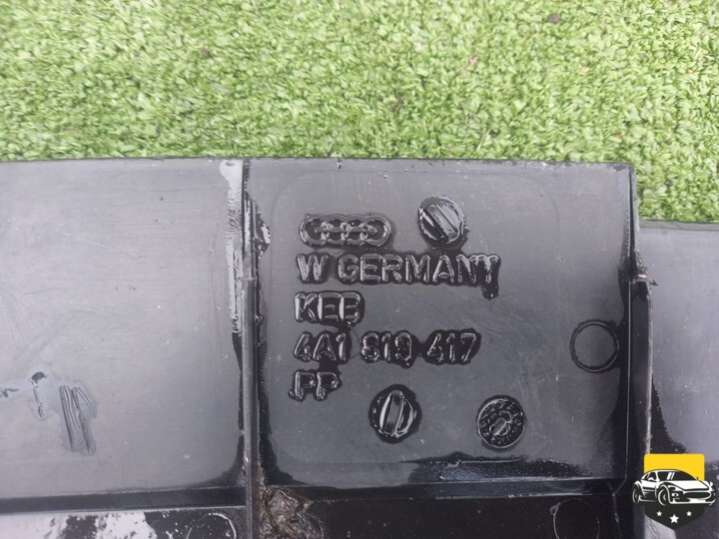 W GERMANY
KEB
4A1 819 417
PP